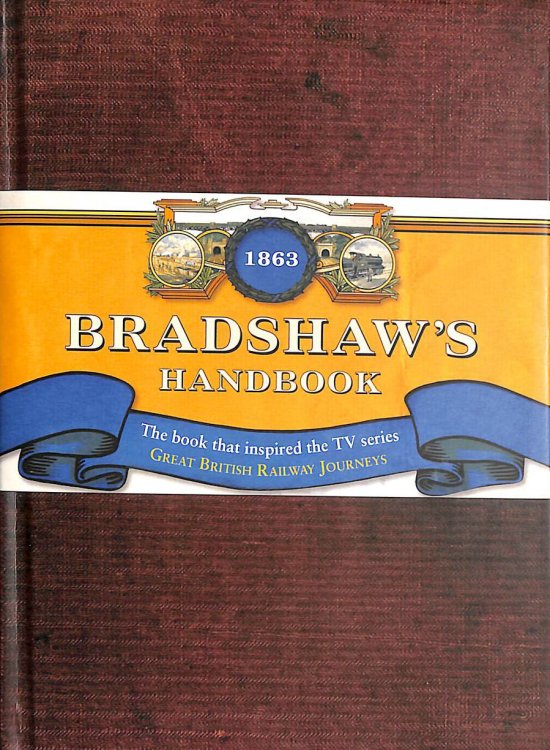 1863
BRADSHAW'S
HANDBOOK
The book that inspired the TV series
GREAT BRITISH RAILWAY JOURNEYS